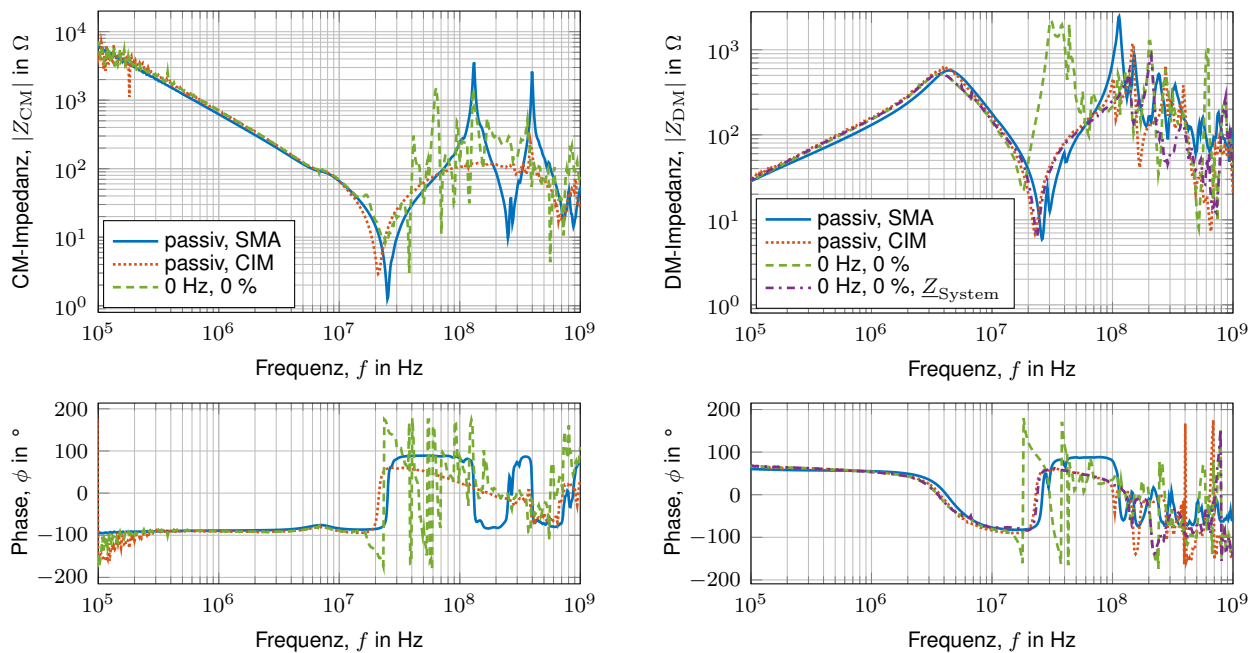 10^4
10^3
10^2
10^1
10^0
CM-Impedanz, |Z_CM| in Ω
passiv, SMA
passiv, CIM
0 Hz, 0 %
10^5 10^6 10^7 10^8 10^9
Frequenz, f in Hz
10^3
10^2
10^1
10^0
DM-Impedanz, |Z_DM| in Ω
passiv, SMA
passiv, CIM
0 Hz, 0 %
0 Hz, 0 %, Z_System
10^5 10^6 10^7 10^8 10^9
Frequenz, f in Hz
200
100
0
−100
−200
Phase, ϕ in °
10^5 10^6 10^7 10^8 10^9
Frequenz, f in Hz
200
100
0
−100
−200
Phase, ϕ in °
10^5 10^6 10^7 10^8 10^9
Frequenz, f in Hz